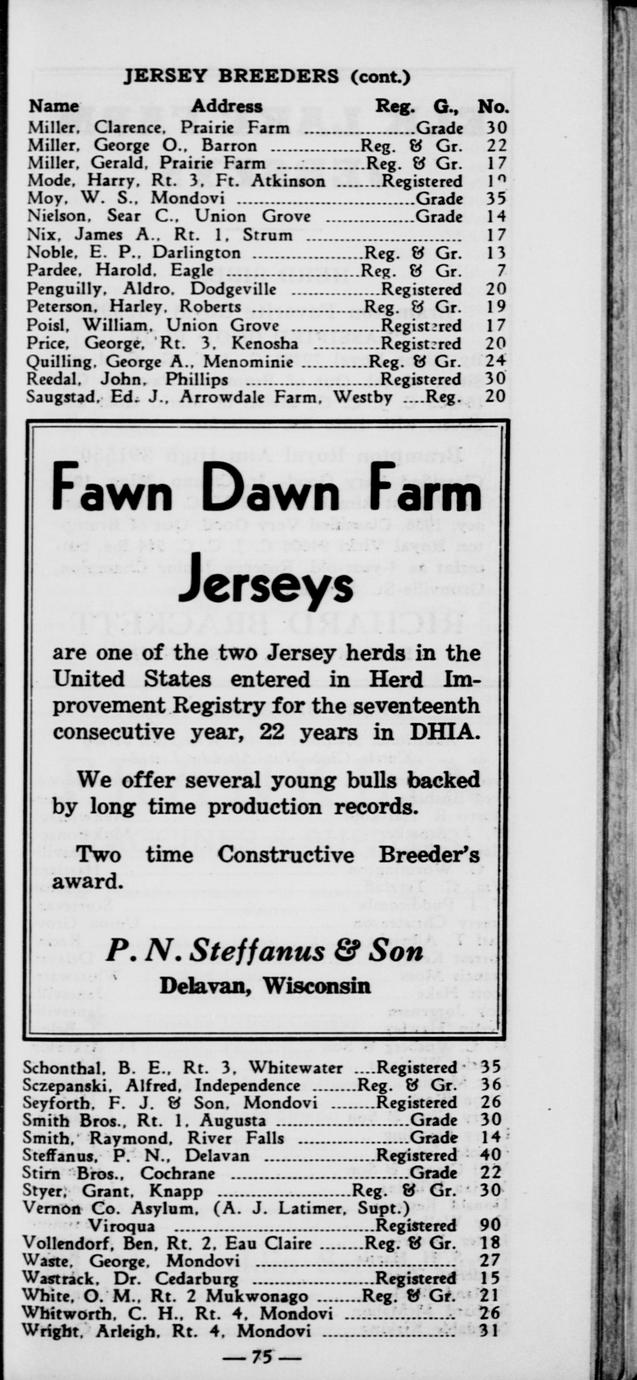 JERSEY BREEDERS (cont.)
Name Address Reg. G., No.
Miller, Clarence, Prairie Farm ..................Grade 30
Miller, George O., Barron ...............Reg. & Gr. 22
Miller, Gerald, Prairie Farm ...............Reg. & Gr. 17
Mode, Harry, Rt. 3, Ft. Atkinson ........Registered
Moy, W. S., Mondovi .............................Grade 35
Nielson, Sear C., Union Grove ...............Grade 14
Nix, James A., Rt. 1, Strum .......................... 17
Noble, E. P., Darlington ...................Reg. & Gr. 13
Pardee, Harold, Eagle ......................Reg. & Gr. 7
Penguilly, Aldro, Dodgeville ...............Registered 20
Peterson, Harley, Roberts ....................Reg. & Gr. 19
Poisl, William, Union Grove ...............Registered 17
Price, George, Rt. 3, Kenosha ............Registered 20
Quilling, George A., Menominie ...........Reg. & Gr. 24
Reedal, John, Phillips ......................Registered 30
Saugstad, Ed. J., Arrowdale Farm, Westby ....Reg. 20
Fawn Dawn Farm
Jerseys
are one of the two Jersey herds in the
United States entered in Herd Im-
provement Registry for the seventeenth
consecutive year, 22 years in DHIA.
We offer several young bulls backed
by long time production records.
Two time Constructive Breeder's
award.
P. N. Steffanus & Son
Delavan, Wisconsin
Schonthal, B. E., Rt. 3, Whitewater ....Registered 35
Sczepanski, Alfred, Independence ........Reg. & Gr. 36
Seyforth, F. J. & Son, Mondovi ........Registered 26
Smith Bros., Rt. 1, Augusta ......................Grade 30
Smith, Raymond, River Falls ...................Grade 14
Steffanus, P. N., Delavan ...................Registered 40
Stirn Bros., Cochrane ..............................Grade 22
Styer, Grant, Knapp .......................Reg. & Gr. 30
Vernon Co. Asylum, (A. J. Latimer, Supt.)
Viroqua ..................................Registered 90
Vollendorf, Ben, Rt. 2, Eau Claire ........Reg. & Gr. 18
Waste, George, Mondovi .................................. 27
Wastrack, Dr. Cedarburg .....................Registered 15
White, O. M., Rt. 2 Mukwonago ........Reg. & Gr. 21
Whitworth, C. H., Rt. 4, Mondovi ................... 26
Wright, Arleigh, Rt. 4, Mondovi ....................... 31
— 75 —